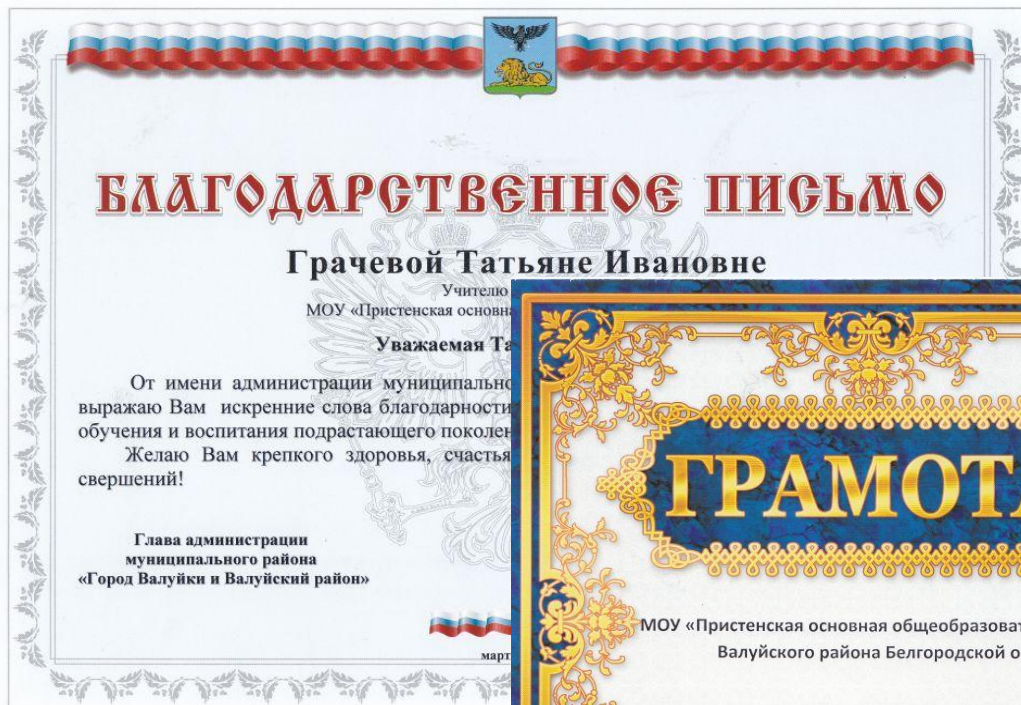 БЛАГОДАРСТВЕННОЕ ПИСЬМО
Грачевой Татьяне Ивановне
Учителю
МОУ «Пристенская основна
Уважаемая Та
От имени администрации муниципально
выражаю Вам искренние слова благодарности
обучения и воспитания подрастающего поколен
Желаю Вам крепкого здоровья, счастья
свершений!
Глава администрации
муниципального района
«Город Валуйки и Валуйский район»
март
ГРАМОТА
МОУ «Пристенская основная общеобразоват
Валуйского района Белгородской о